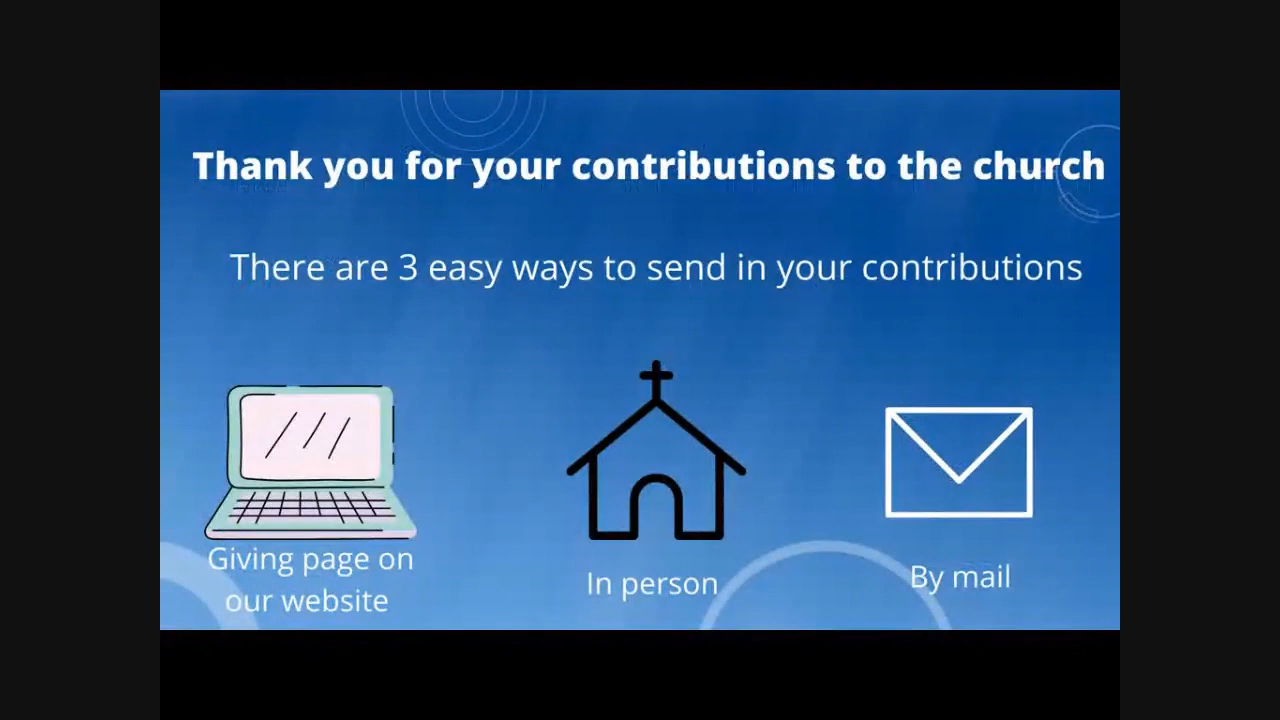 Thank you for your contributions to the church
There are 3 easy ways to send in your contributions
Giving page on
our website
In person
By mail